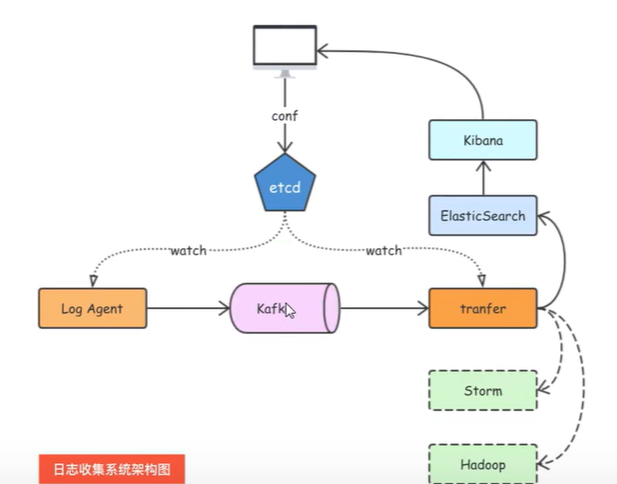 conf
Kibana
etcd
ElasticSearch
watch
watch
Log Agent
Kafk
tranfer
Storm
Hadoop
日志收集系统架构图